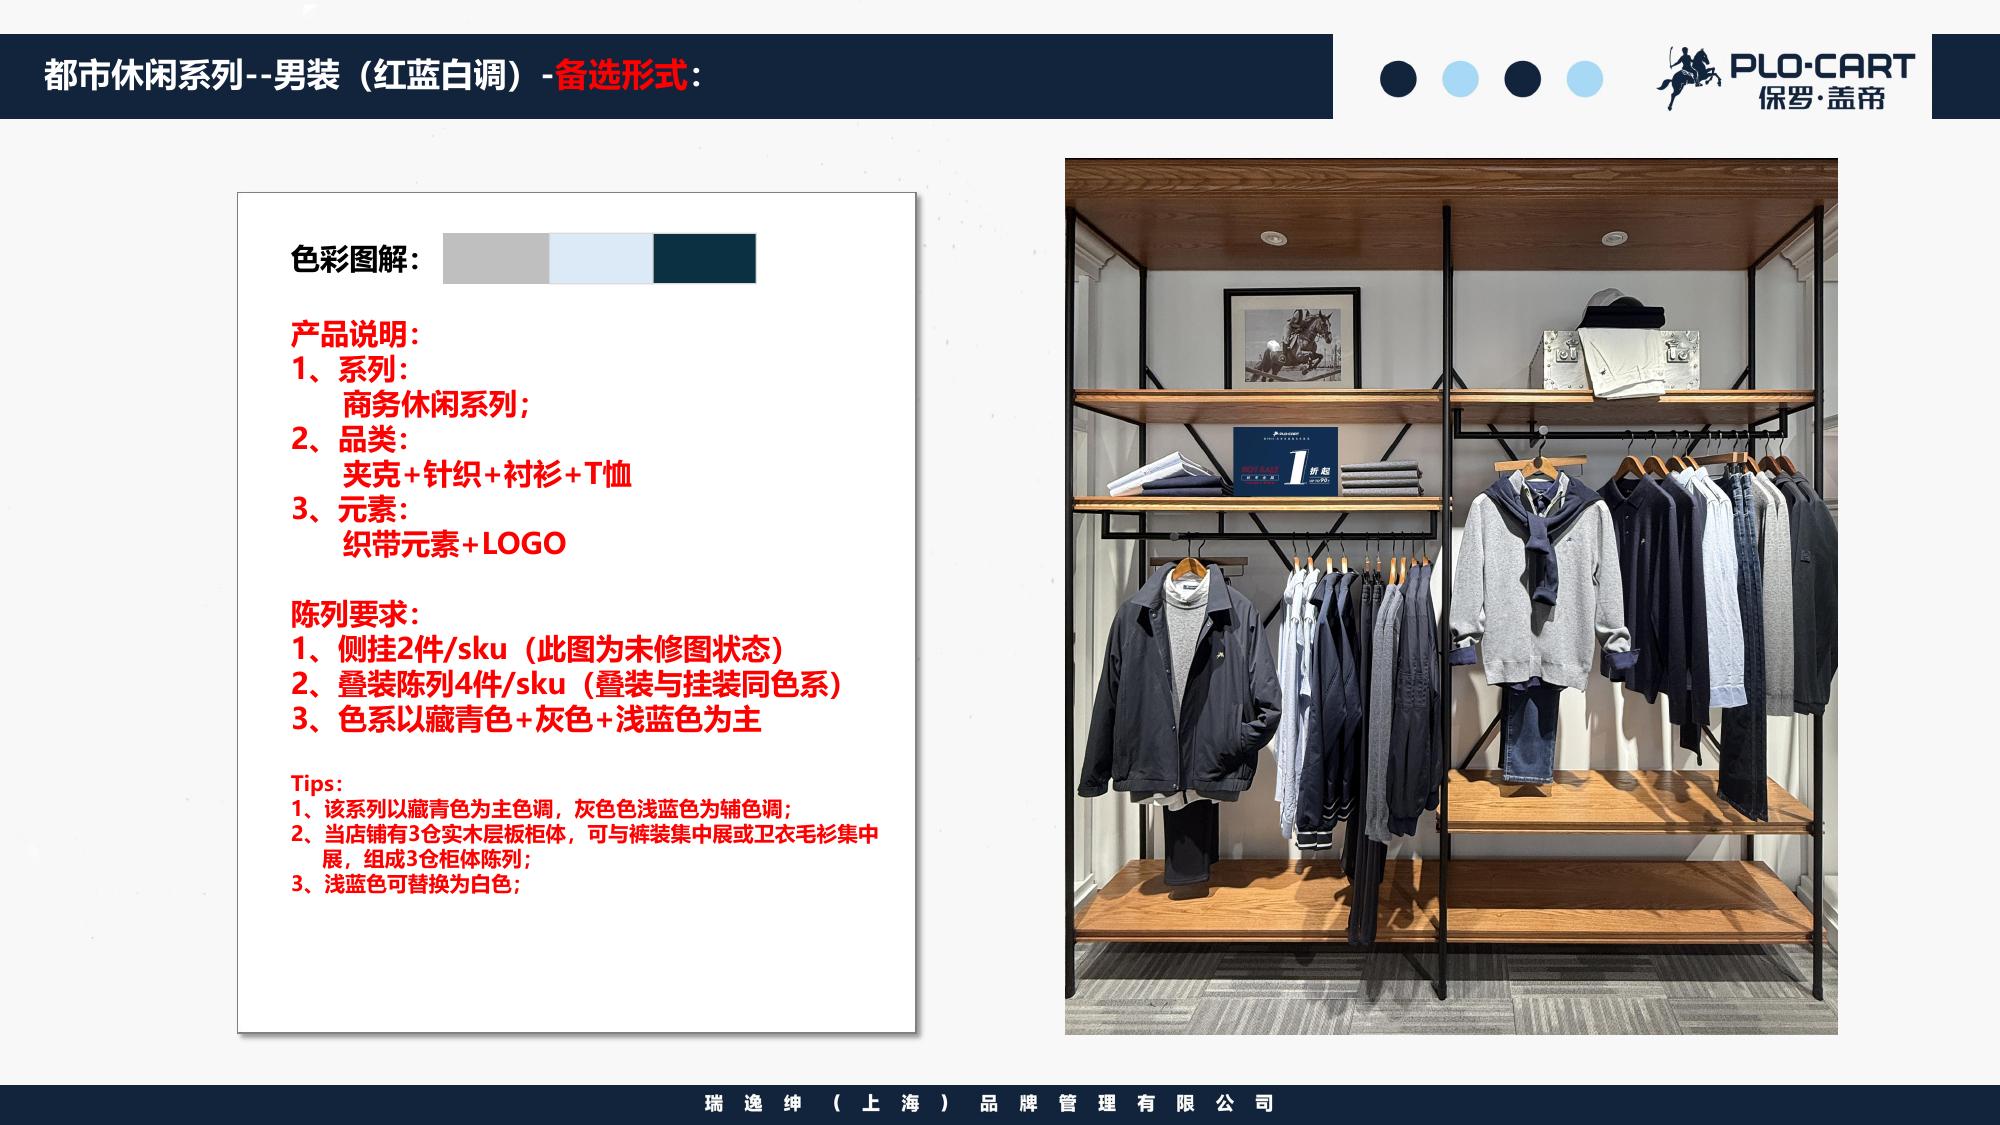 都市休闲系列--男装（红蓝白调）-备选形式：
PLO·CART
保罗·盖帝
色彩图解：
产品说明：
1、系列：
商务休闲系列；
2、品类：
夹克+针织+衬衫+T恤
3、元素：
织带元素+LOGO
陈列要求：
1、侧挂2件/sku（此图为未修图状态）
2、叠装陈列4件/sku（叠装与挂装同色系）
3、色系以藏青色+灰色+浅蓝色为主
Tips：
1、该系列以藏青色为主色调，灰色色浅蓝色为辅色调；
2、当店铺有3仓实木层板柜体，可与裤装集中展或卫衣毛衫集中
展，组成3仓柜体陈列；
3、浅蓝色可替换为白色；
PLO-CART
1折起
瑞逸绅（上海）品牌管理有限公司